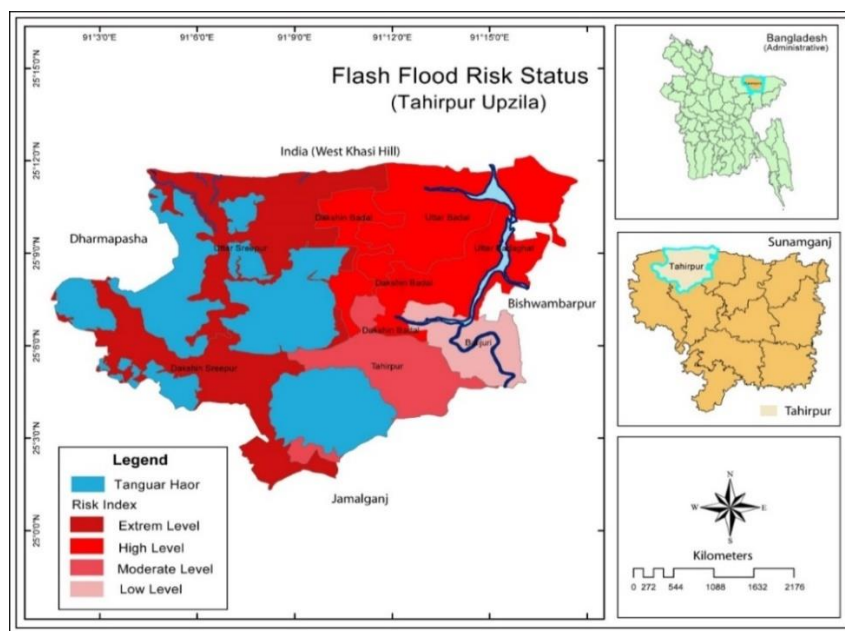 91°3'0"E 91°6'0"E 91°9'0"E 91°12'0"E 91°15'0"E
25°15'0"N
25°12'0"N
25°9'0"N
25°6'0"N
25°3'0"N
25°0'0"N
Flash Flood Risk Status
(Tahirpur Upzila)
India (West Khasi Hill)
Dharmapasha
Dakshin Badal
Uttar Badal
Uttar Sreepur
Dakshin Badal
Bishwambarpur
Dakshin Badal
Tahirpur
Dakshin Sreepur
Jamalganj
Legend
Tanguar Haor
Risk Index
Extrem Level
High Level
Moderate Level
Low Level
Bangladesh
(Administrative)
Sunamganj
Tahirpur
Tahirpur
N
W E
S
Kilometers
0 272 544 1088 1632 2176